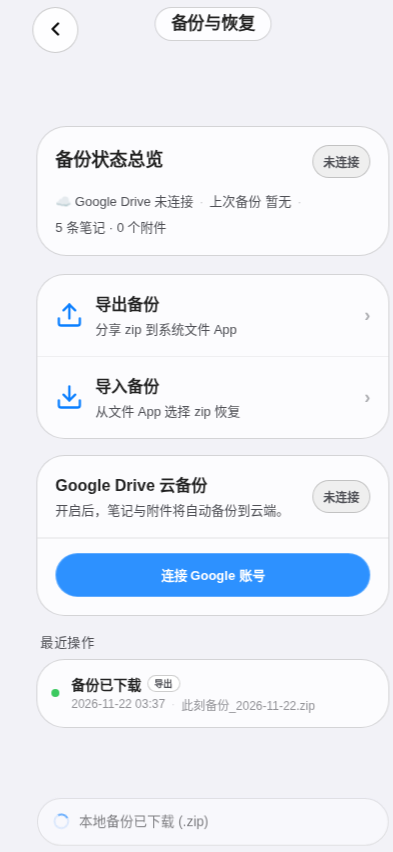 备份与恢复
备份状态总览
未连接
☁️ Google Drive 未连接 · 上次备份 暂无 ·
5 条笔记 · 0 个附件
导出备份
分享 zip 到系统文件 App
导入备份
从文件 App 选择 zip 恢复
Google Drive 云备份
未连接
开启后，笔记与附件将自动备份到云端。
连接 Google 账号
最近操作
备份已下载 导出
2026-11-22 03:37 · 此刻备份_2026-11-22.zip
本地备份已下载 (.zip)